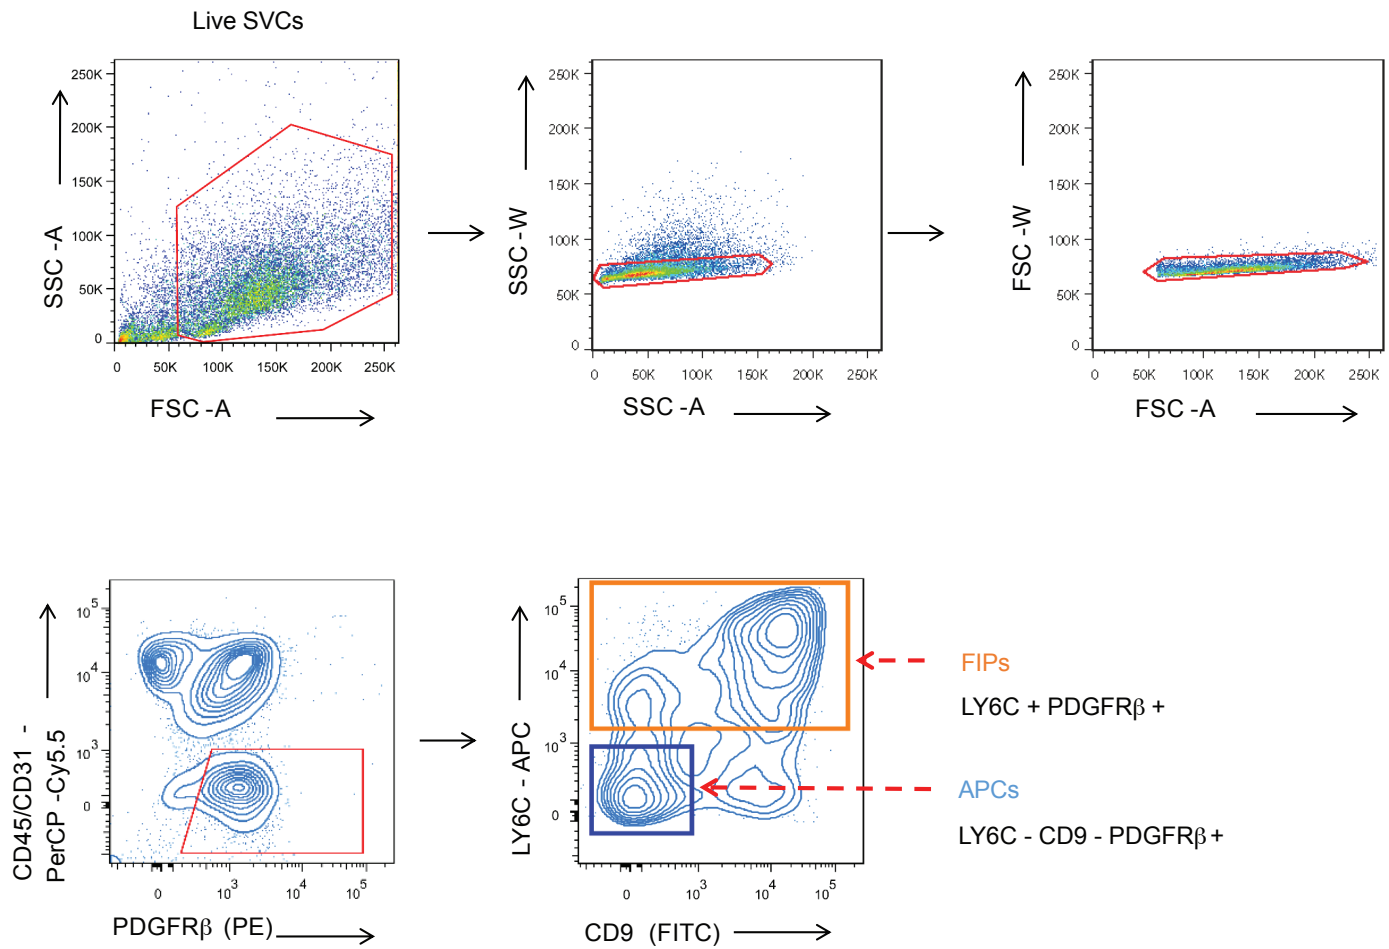 Live SVCs
250K
200K
150K
100K
50K
0
SSC -A
0 50K 100K 150K 200K 250K
FSC -A
250K
200K
150K
100K
50K
0
SSC -W
0 50K 100K 150K 200K 250K
SSC -A
250K
200K
150K
100K
50K
0
FSC -W
0 50K 100K 150K 200K 250K
FSC -A
10^5
10^4
10^3
0
CD45/CD31 -
PerCP -Cy5.5
0 10^3 10^4 10^5
PDGFRβ (PE)
10^5
10^4
10^3
0
LY6C - APC
0 10^3 10^4 10^5
CD9 (FITC)
FIPs
LY6C + PDGFRβ +
APCs
LY6C - CD9 - PDGFRβ +